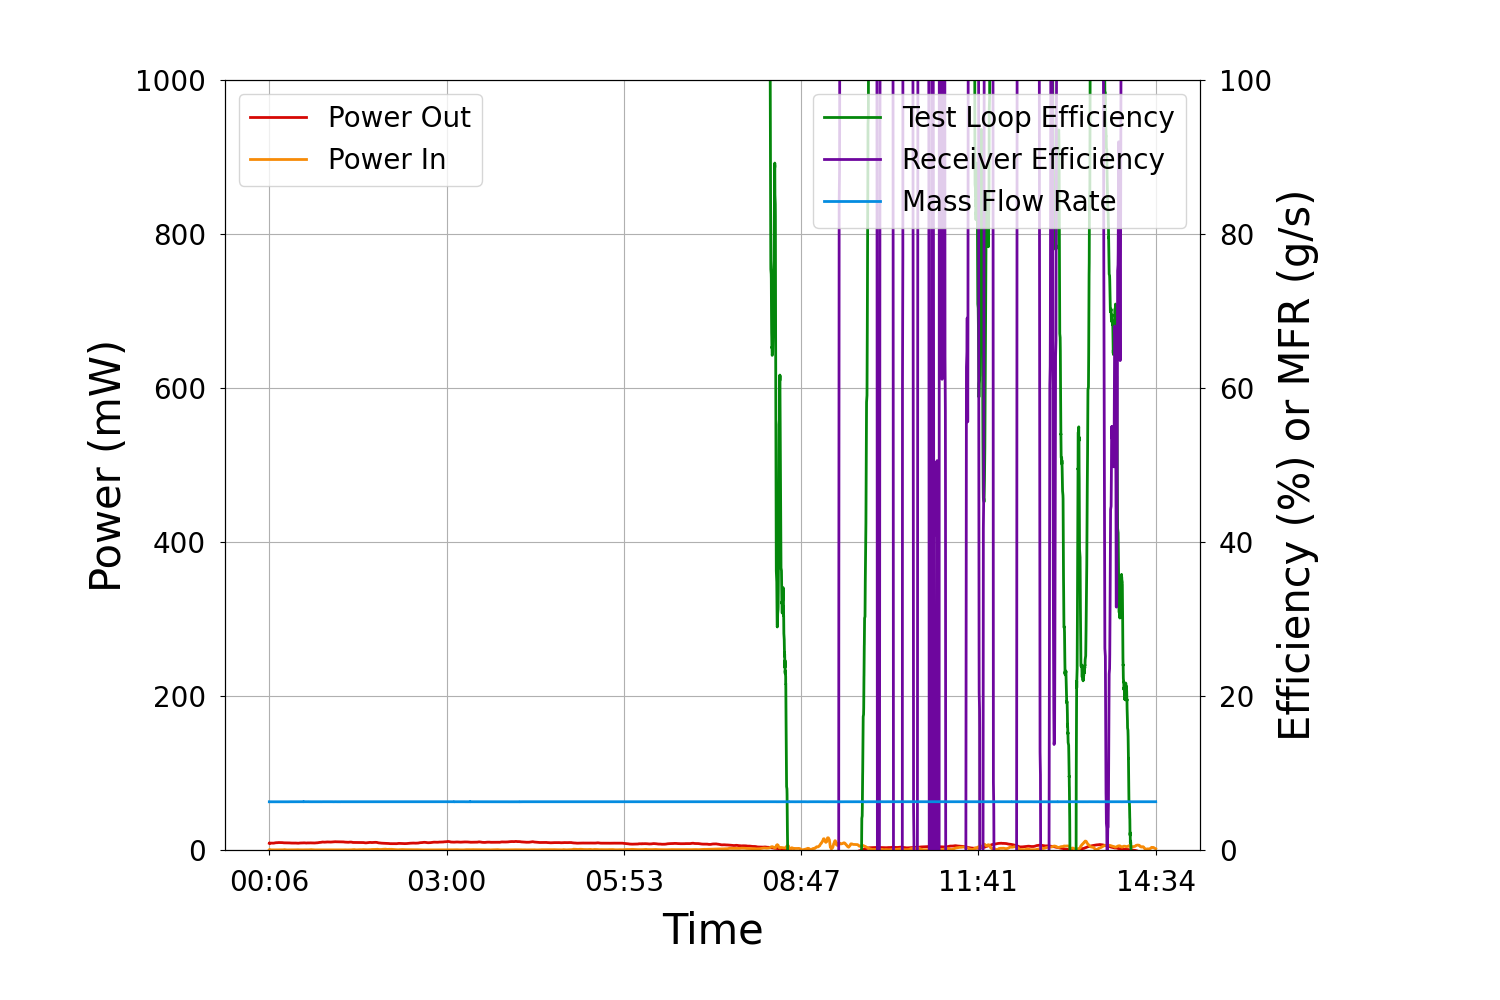 1000
800
600
400
200
0
Power (mW)
Power Out
Power In
Test Loop Efficiency
Receiver Efficiency
Mass Flow Rate
100
80
60
40
20
0
Efficiency (%) or MFR (g/s)
00:06 03:00 05:53 08:47 11:41 14:34
Time